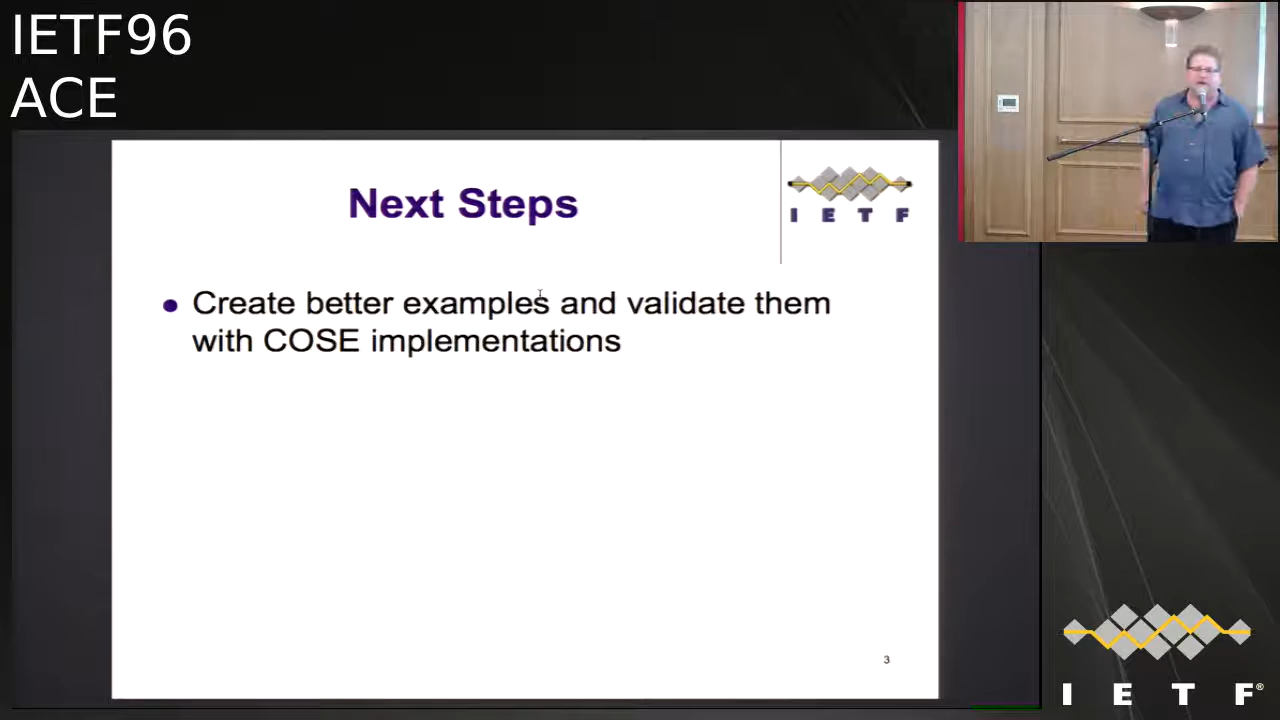 IETF96
ACE
Next Steps
I E T F
• Create better examples and validate them
with COSE implementations
3
I E T F®